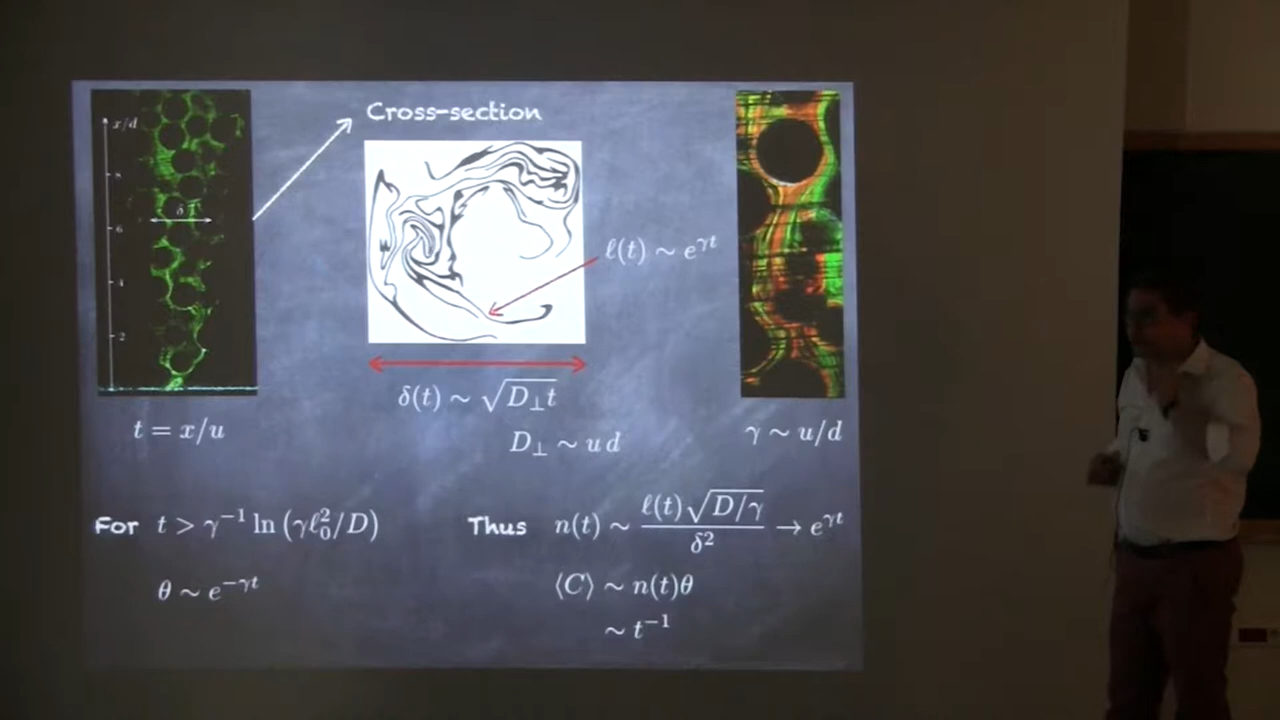 Cross-section
x/d
8
δ
6
ℓ(t) ∼ e^{γt}
4
2
δ(t) ∼ √(D_⊥t)
t = x/u
D_⊥ ∼ u d
γ ∼ u/d
For t > γ^{-1} ln (γℓ_0^2/D)
Thus n(t) ∼ ℓ(t)√(D/γ) / δ^2 → e^{γt}
θ ∼ e^{-γt}
⟨C⟩ ∼ n(t)θ
∼ t^{-1}